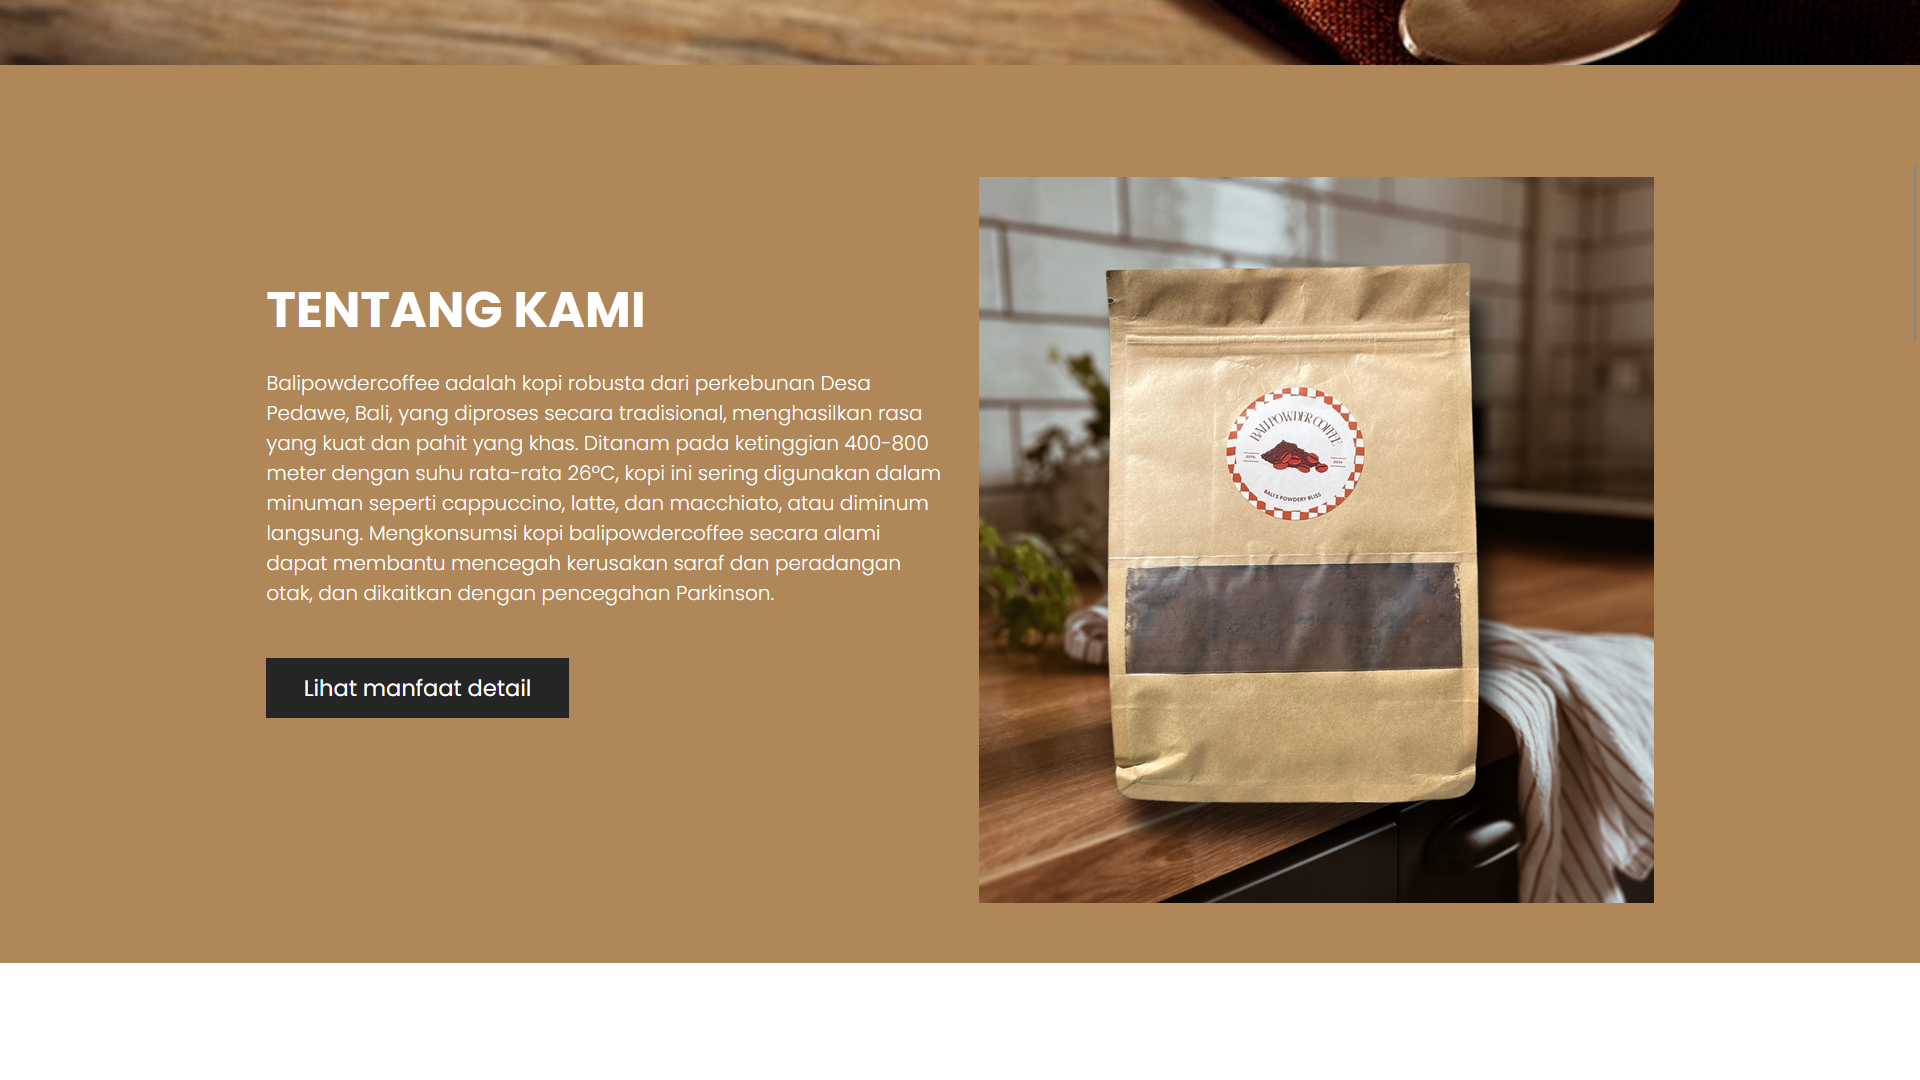 TENTANG KAMI
Balipowdercoffee adalah kopi robusta dari perkebunan Desa
Pedawe, Bali, yang diproses secara tradisional, menghasilkan rasa
yang kuat dan pahit yang khas. Ditanam pada ketinggian 400-800
meter dengan suhu rata-rata 26°C, kopi ini sering digunakan dalam
minuman seperti cappuccino, latte, dan macchiato, atau diminum
langsung. Mengkonsumsi kopi balipowdercoffee secara alami
dapat membantu mencegah kerusakan saraf dan peradangan
otak, dan dikaitkan dengan pencegahan Parkinson.
Lihat manfaat detail
BALIPOWDER COFFEE
ESTD
2024
BALI'S POWDERY BLISS